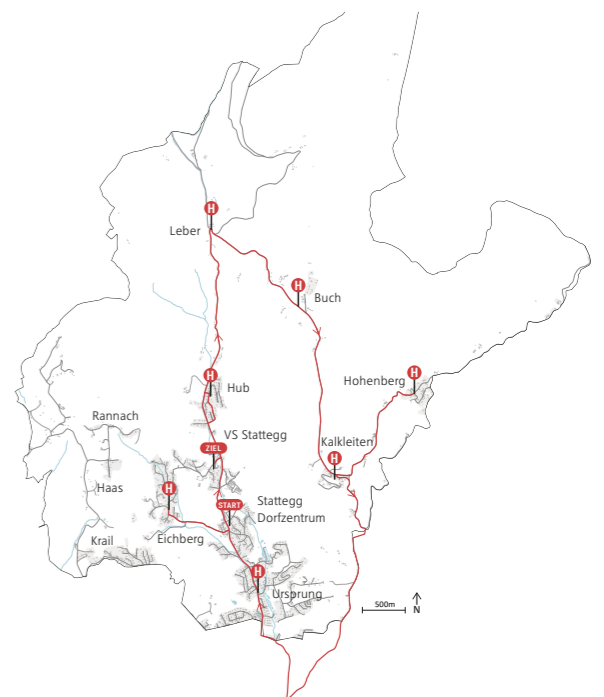 H
Leber
H
Buch
H
Hub
H
Hohenberg
Rannach
VS Stattegg
ZIEL
Kalkleiten
H
Haas
H
START
Stattegg
Dorfzentrum
Krail
Eichberg
H
Ursprung
500m
N